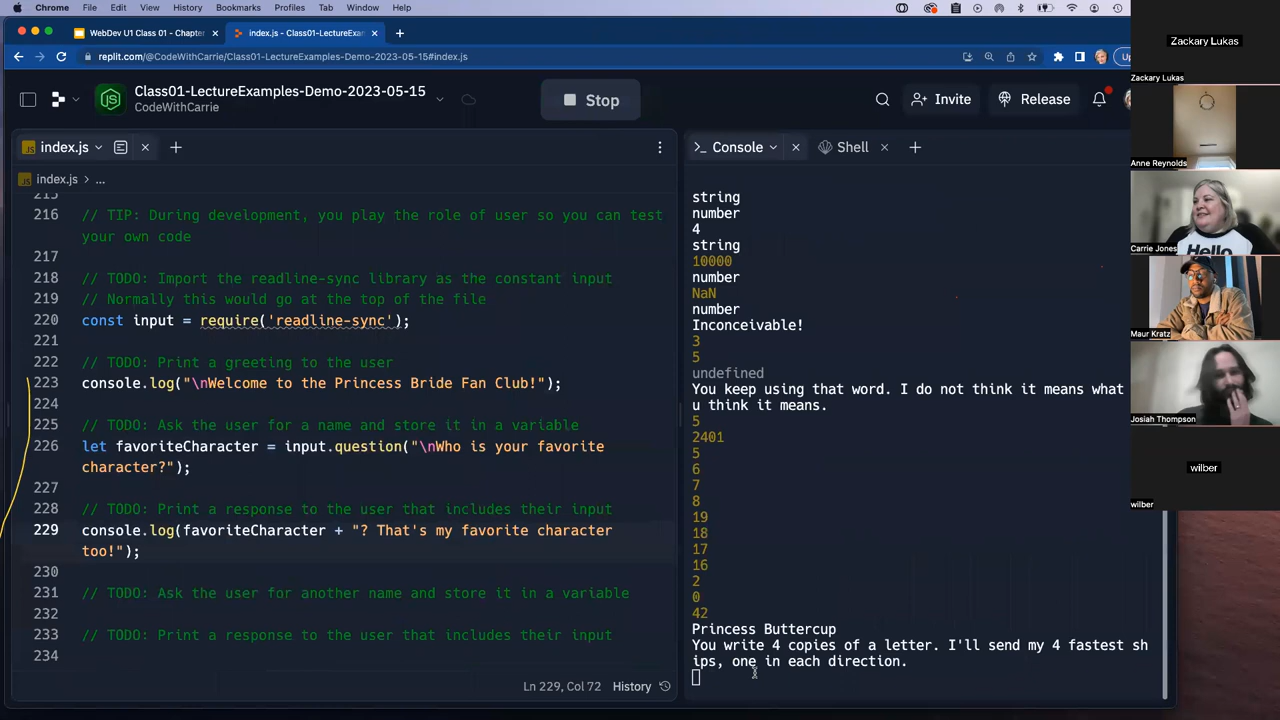 Chrome File Edit View History Bookmarks Profiles Tab Window Help
WebDev U1 Class 01 - Chapter
index.js - Class01-LectureExan
replit.com/@CodeWithCarrie/Class01-LectureExamples-Demo-2023-05-15#index.js
Class01-LectureExamples-Demo-2023-05-15
CodeWithCarrie
Stop
Invite
Release
index.js
index.js > ...
215
216 // TIP: During development, you play the role of user so you can test
your own code
217
218 // TODO: Import the readline-sync library as the constant input
219 // Normally this would go at the top of the file
220 const input = require('readline-sync');
221
222 // TODO: Print a greeting to the user
223 console.log("\nWelcome to the Princess Bride Fan Club!");
224
225 // TODO: Ask the user for a name and store it in a variable
226 let favoriteCharacter = input.question("\nWho is your favorite
character?");
227
228 // TODO: Print a response to the user that includes their input
229 console.log(favoriteCharacter + "? That's my favorite character
too!");
230
231 // TODO: Ask the user for another name and store it in a variable
232
233 // TODO: Print a response to the user that includes their input
234
Ln 229, Col 72 History
Console
Shell
string
number
4
string
10000
number
NaN
number
Inconceivable!
3
5
undefined
You keep using that word. I do not think it means what
u think it means.
5
2401
5
6
7
8
19
18
17
16
2
0
42
Princess Buttercup
You write 4 copies of a letter. I'll send my 4 fastest sh
ips, one in each direction.
Zackary Lukas
Zackary Lukas
Anne Reynolds
Hello
Carrie Jones
Maur Kratz
Josiah Thompson
wilber
wilber